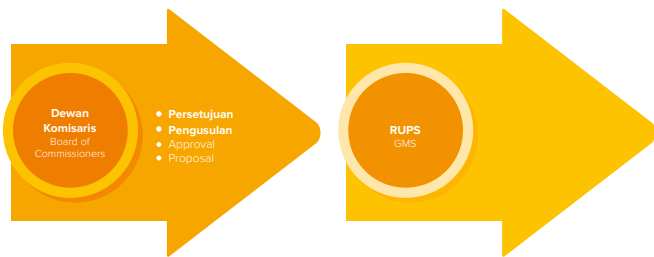 Dewan
Komisaris
Board of
Commissioners
Persetujuan
Pengusulan
Approval
Proposal
RUPS
GMS